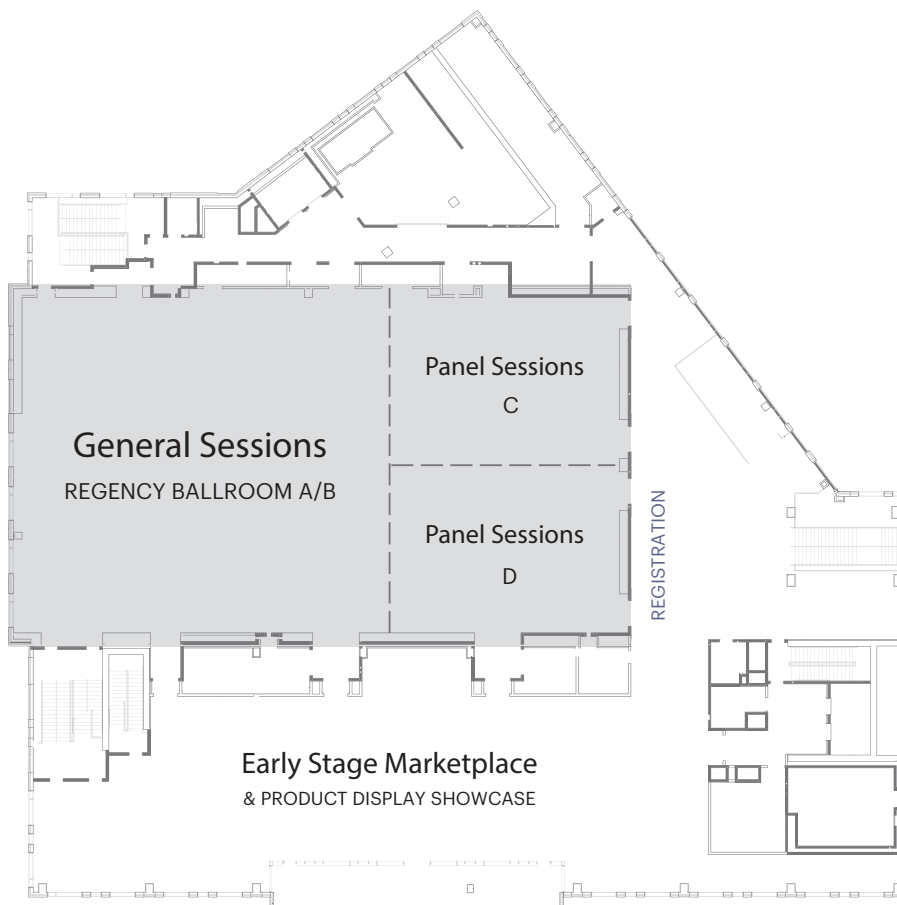 Panel Sessions
C
General Sessions
REGENCY BALLROOM A/B
Panel Sessions
D
REGISTRATION
Early Stage Marketplace
& PRODUCT DISPLAY SHOWCASE